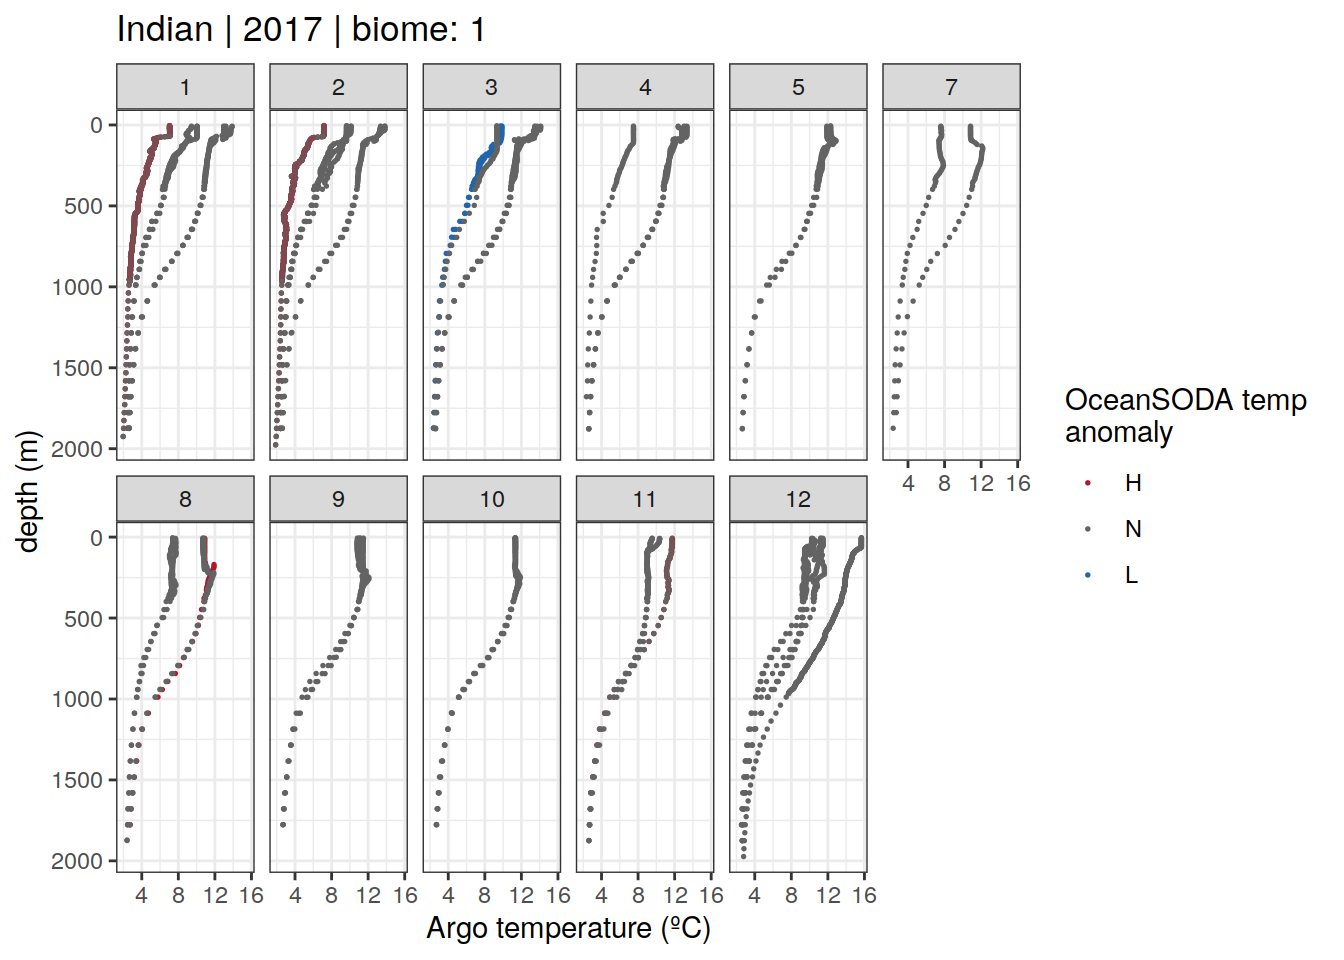 Indian | 2017 | biome: 1
1 2 3 4 5 7
0
500
1000
1500
2000
4 8 12 16
8 9 10 11 12
0
500
1000
1500
2000
4 8 12 16 4 8 12 16 4 8 12 16 4 8 12 16 4 8 12 16
depth (m)
Argo temperature (ºC)
OceanSODA temp
anomaly
H
N
L